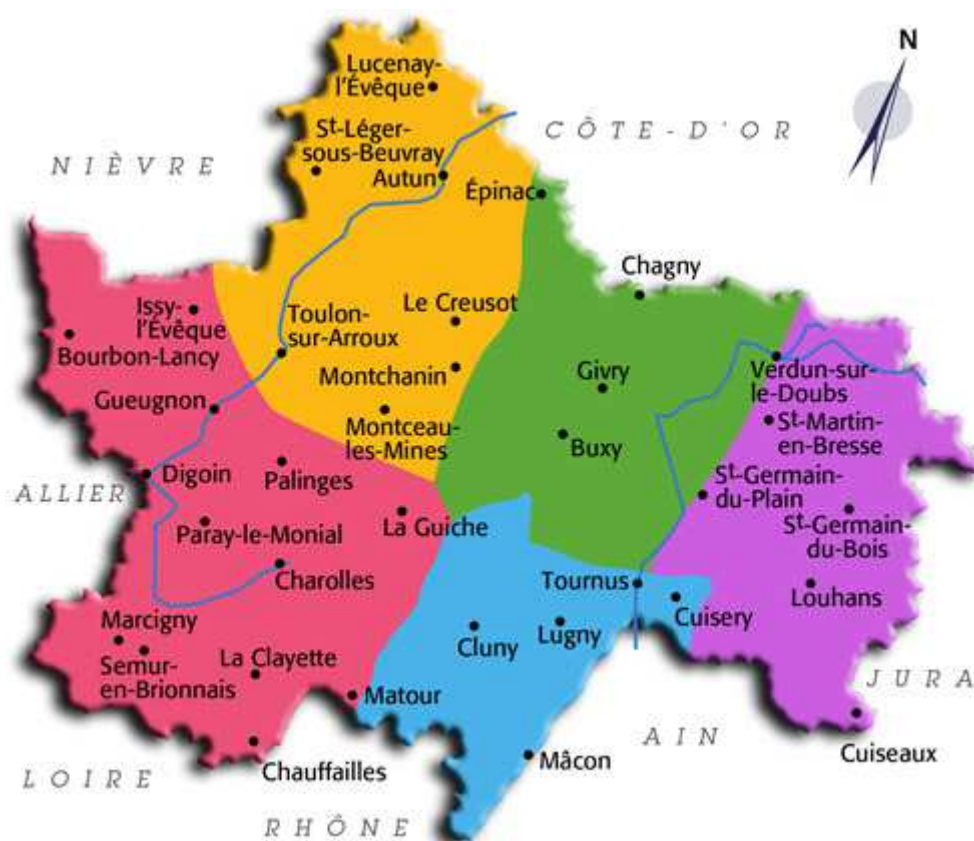 N
Lucenay-
l'Évêque
CÔTE-D'OR
St-Léger-
sous-Beuvray
NIÈVRE
Autun
Épinac
Chagny
Issy-
l'Évêque
Le Creusot
Toulon-
sur-Arroux
Bourbon-Lancy
Verdun-sur-
le-Doubs
Montchanin
Givry
Gueugnon
Montceau-
les-Mines
St-Martin-
en-Bresse
Buxy
Digoin
Palinges
ALLIER
St-Germain-
du-Plain
La Guiche
St-Germain-
du-Bois
Paray-le-Monial
Charolles
Tournus
Louhans
Cuisery
Marcigny
Lugny
Cluny
Semur-
en-Brionnais
La Clayette
JURA
Matour
AIN
Cuiseaux
Mâcon
Chauffailles
LOIRE
RHÔNE